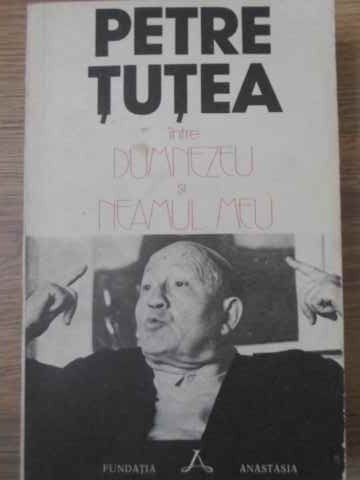 PETRE
ȚUȚEA
între
DUMNEZEU
și
NEAMUL MEU
FUNDAȚIA ANASTASIA